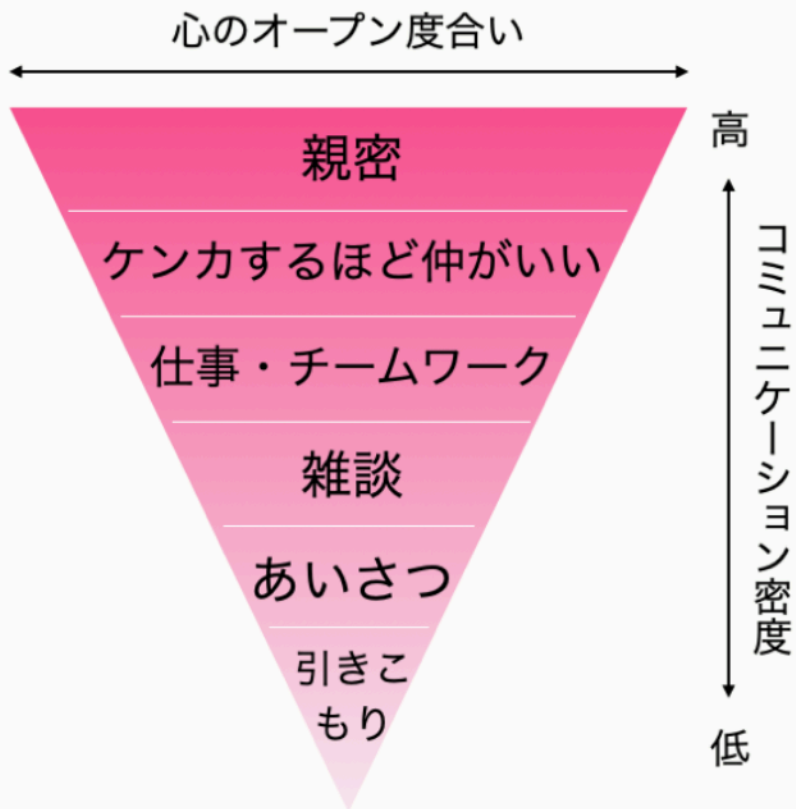 心のオープン度合い
高
親密
ケンカするほど仲がいい
仕事・チームワーク
雑談
あいさつ
引きこ
もり
コミュニケーション密度
低